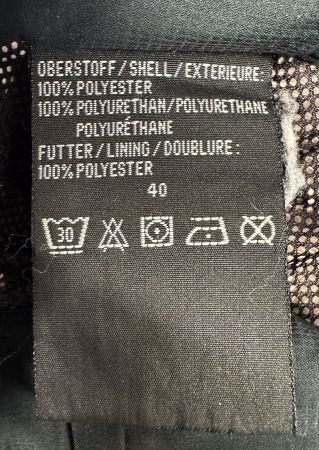 OBERSTOFF / SHELL / EXTERIEURE:
100% POLYESTER
100% POLYURETHAN/POLYURETHANE
POLYURÉTHANE
FUTTER / LINING / DOUBLURE :
100% POLYESTER
40
30